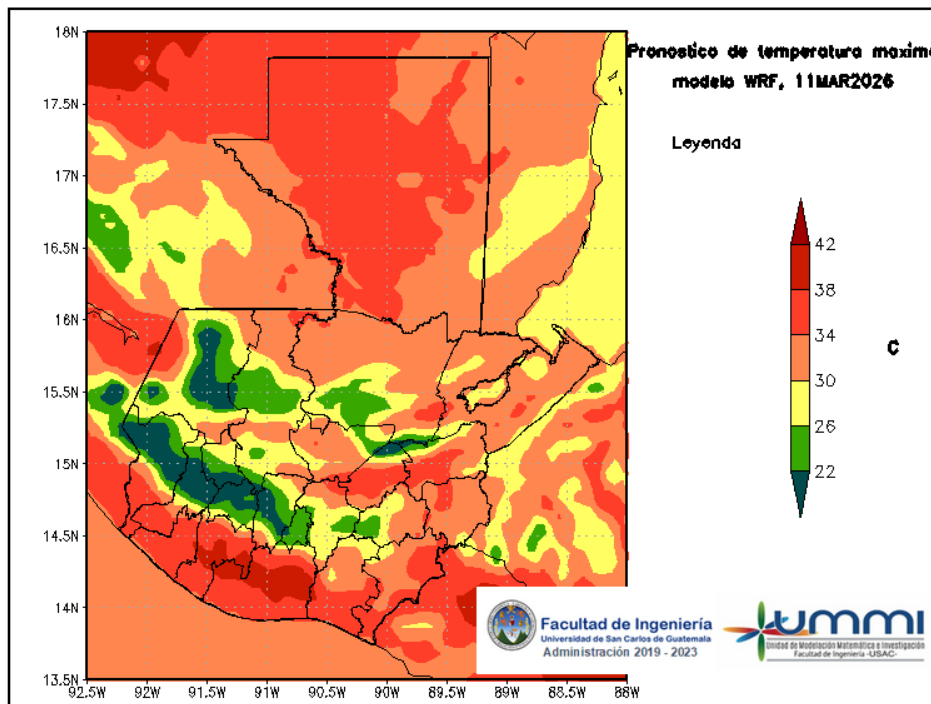 Pronostico de temperatura maxima
modelo WRF, 11MAR2026
Leyenda
18N
17.5N
17N
16.5N
16N
15.5N
15N
14.5N
14N
13.5N
92.5W
92W
91.5W
91W
90.5W
90W
89.5W
89W
88.5W
88W
42
38
34
30
26
22
C
Facultad de Ingeniería
Universidad de San Carlos de Guatemala
Administración 2019 - 2023
ummi
Unidad de Modelación Matemática e Investigación
Facultad de Ingeniería -USAC-